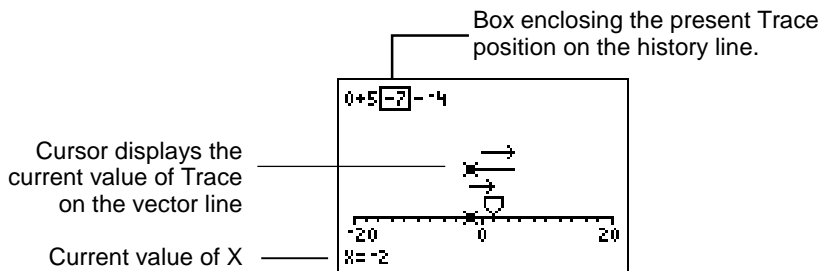 Box enclosing the present Trace
position on the history line.
0+5-7-⁻4
Cursor displays the
current value of Trace
on the vector line
⁻20 0 20
Current value of X
X=⁻2